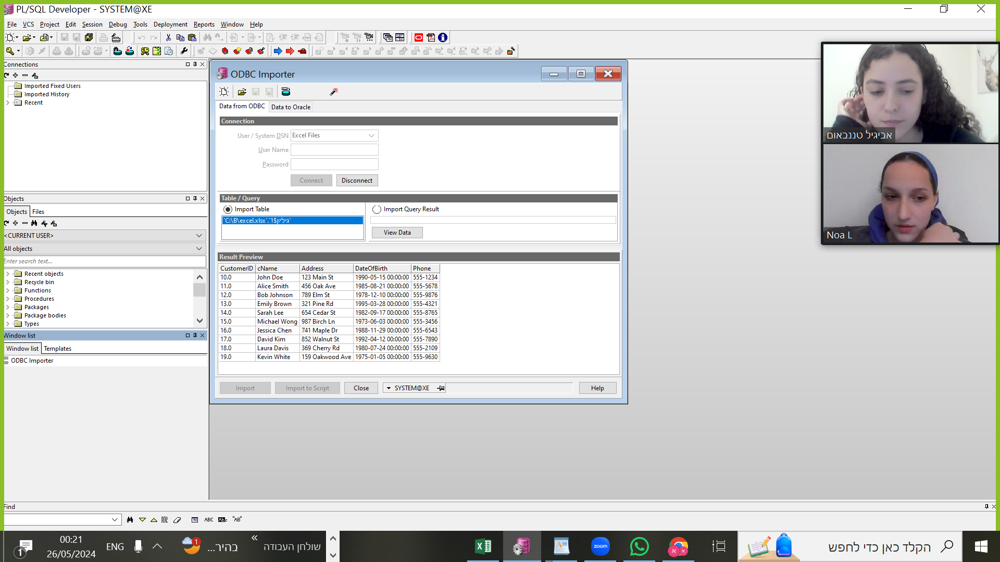 PL/SQL Developer - SYSTEM@XE
File VCS Project Edit Session Debug Tools Deployment Reports Window Help
Connections
Imported Fixed Users
Imported History
Recent
Objects
Objects Files
<CURRENT USER>
All objects
Enter search text...
Recent objects
Recycle bin
Functions
Procedures
Packages
Package bodies
Types
Window list
Window list Templates
ODBC Importer
ODBC Importer
Data from ODBC Data to Oracle
Connection
User / System DSN Excel Files
User Name
Password
Connect Disconnect
Table / Query
Import Table Import Query Result
`C:\B\excel.xlsx`.`גיליון1$`
View Data
Result Preview
CustomerID cName Address DateOfBirth Phone
10.0 John Doe 123 Main St 1990-05-15 00:00:00 555-1234
11.0 Alice Smith 456 Oak Ave 1985-08-21 00:00:00 555-5678
12.0 Bob Johnson 789 Elm St 1978-12-10 00:00:00 555-9876
13.0 Emily Brown 321 Pine Rd 1995-03-28 00:00:00 555-4321
14.0 Sarah Lee 654 Cedar St 1982-09-17 00:00:00 555-8765
15.0 Michael Wong 987 Birch Ln 1973-06-03 00:00:00 555-3456
16.0 Jessica Chen 741 Maple Dr 1988-11-29 00:00:00 555-6543
17.0 David Kim 852 Walnut St 1992-04-12 00:00:00 555-7890
18.0 Laura Davis 369 Cherry Rd 1980-07-24 00:00:00 555-2109
19.0 Kevin White 159 Oakwood Ave 1975-01-05 00:00:00 555-9630
Import Import to Script Close SYSTEM@XE Help
אביגיל טננבאום
Noa L
Find
ABC "AB"
1
00:21
26/05/2024
ENG
1
בהיר...
שולחן העבודה
zoom
הקלד כאן כדי לחפש